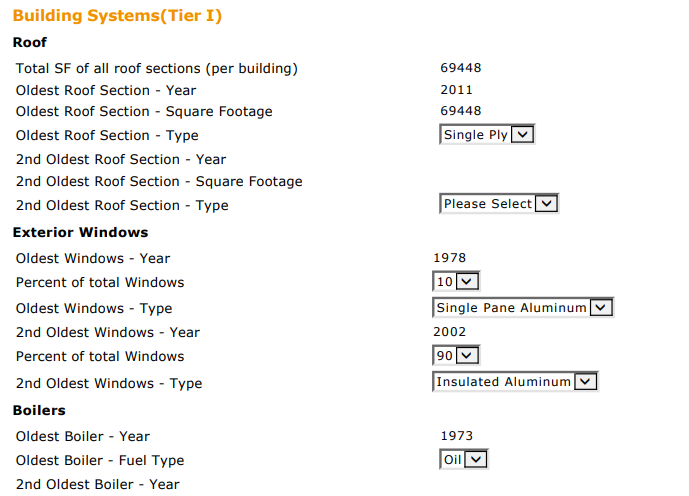 Building Systems(Tier I)
Roof
Total SF of all roof sections (per building) 69448
Oldest Roof Section - Year 2011
Oldest Roof Section - Square Footage 69448
Oldest Roof Section - Type Single Ply
2nd Oldest Roof Section - Year
2nd Oldest Roof Section - Square Footage
2nd Oldest Roof Section - Type Please Select
Exterior Windows
Oldest Windows - Year 1978
Percent of total Windows 10
Oldest Windows - Type Single Pane Aluminum
2nd Oldest Windows - Year 2002
Percent of total Windows 90
2nd Oldest Windows - Type Insulated Aluminum
Boilers
Oldest Boiler - Year 1973
Oldest Boiler - Fuel Type Oil
2nd Oldest Boiler - Year